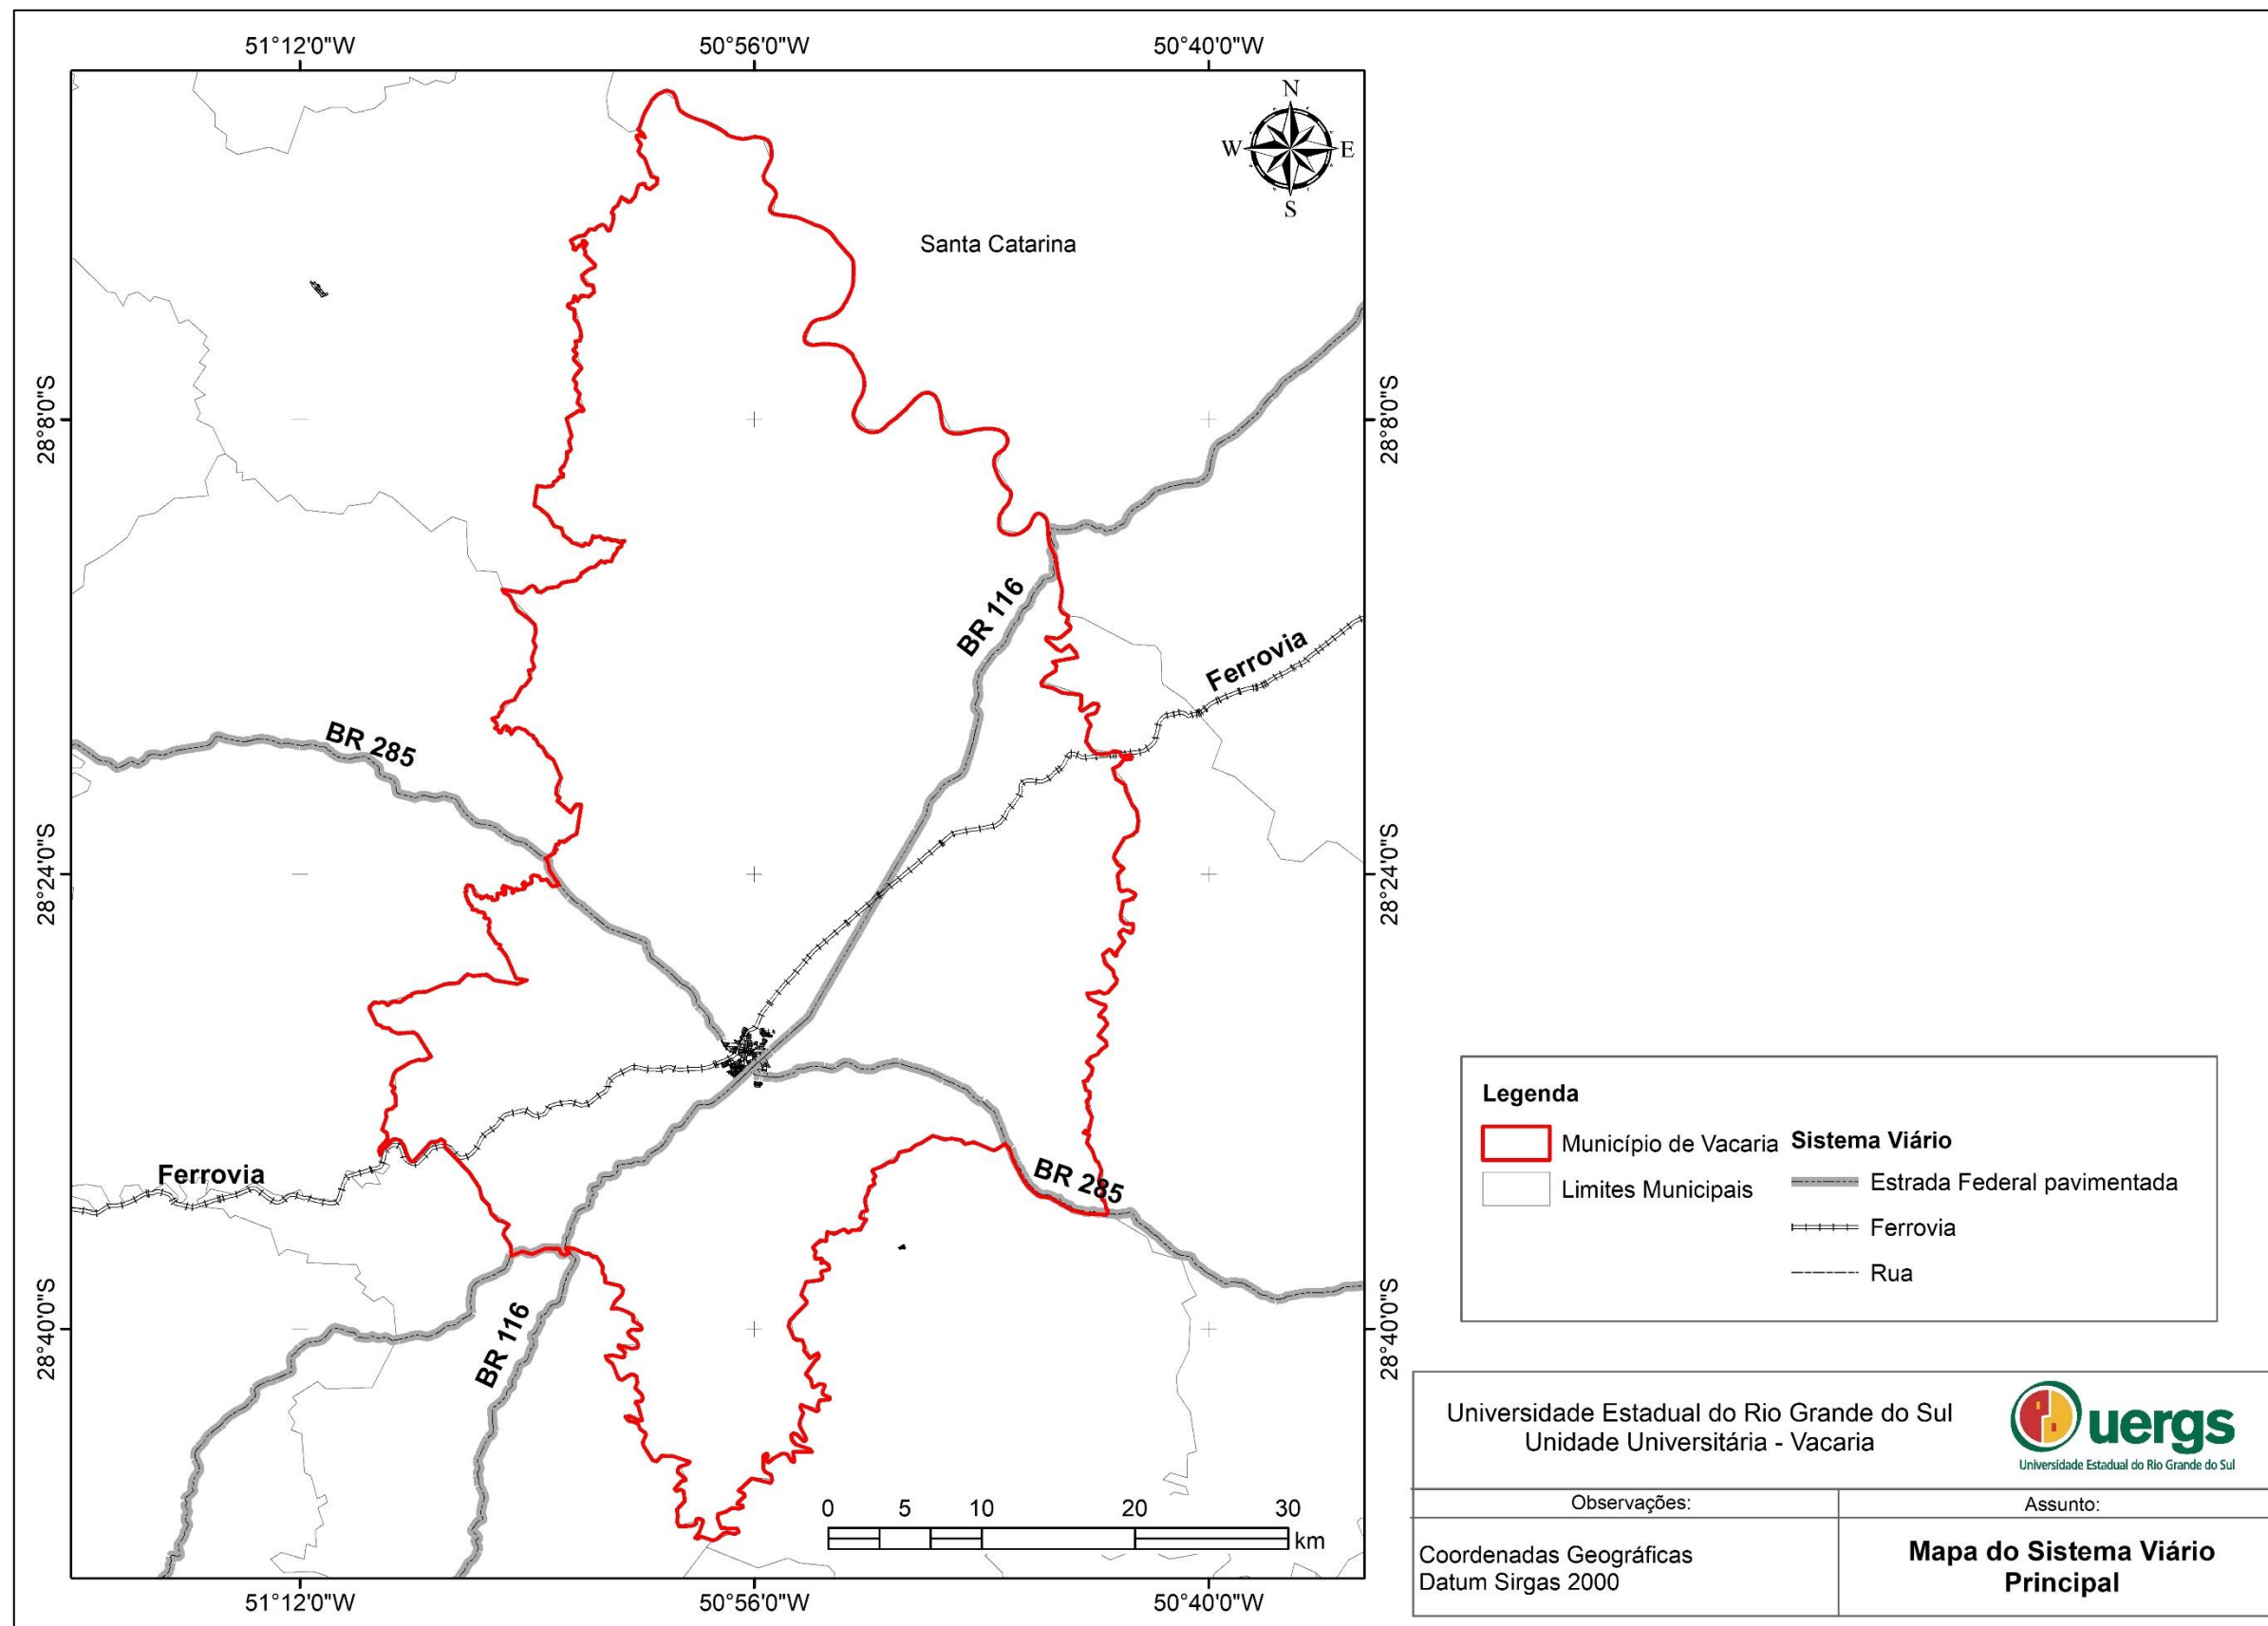 51°12'0"W
50°56'0"W
50°40'0"W
N
W
E
S
Santa Catarina
28°8'0"S
28°8'0"S
BR 116
Ferrovia
BR 285
28°24'0"S
28°24'0"S
Ferrovia
BR 285
28°40'0"S
28°40'0"S
BR 116
0 5 10 20 30
km
51°12'0"W
50°56'0"W
50°40'0"W
Legenda
Município de Vacaria
Limites Municipais
Sistema Viário
Estrada Federal pavimentada
Ferrovia
Rua
Universidade Estadual do Rio Grande do Sul
Unidade Universitária - Vacaria
uergs
Universidade Estadual do Rio Grande do Sul
Observações:
Coordenadas Geográficas
Datum Sirgas 2000
Assunto:
Mapa do Sistema Viário
Principal